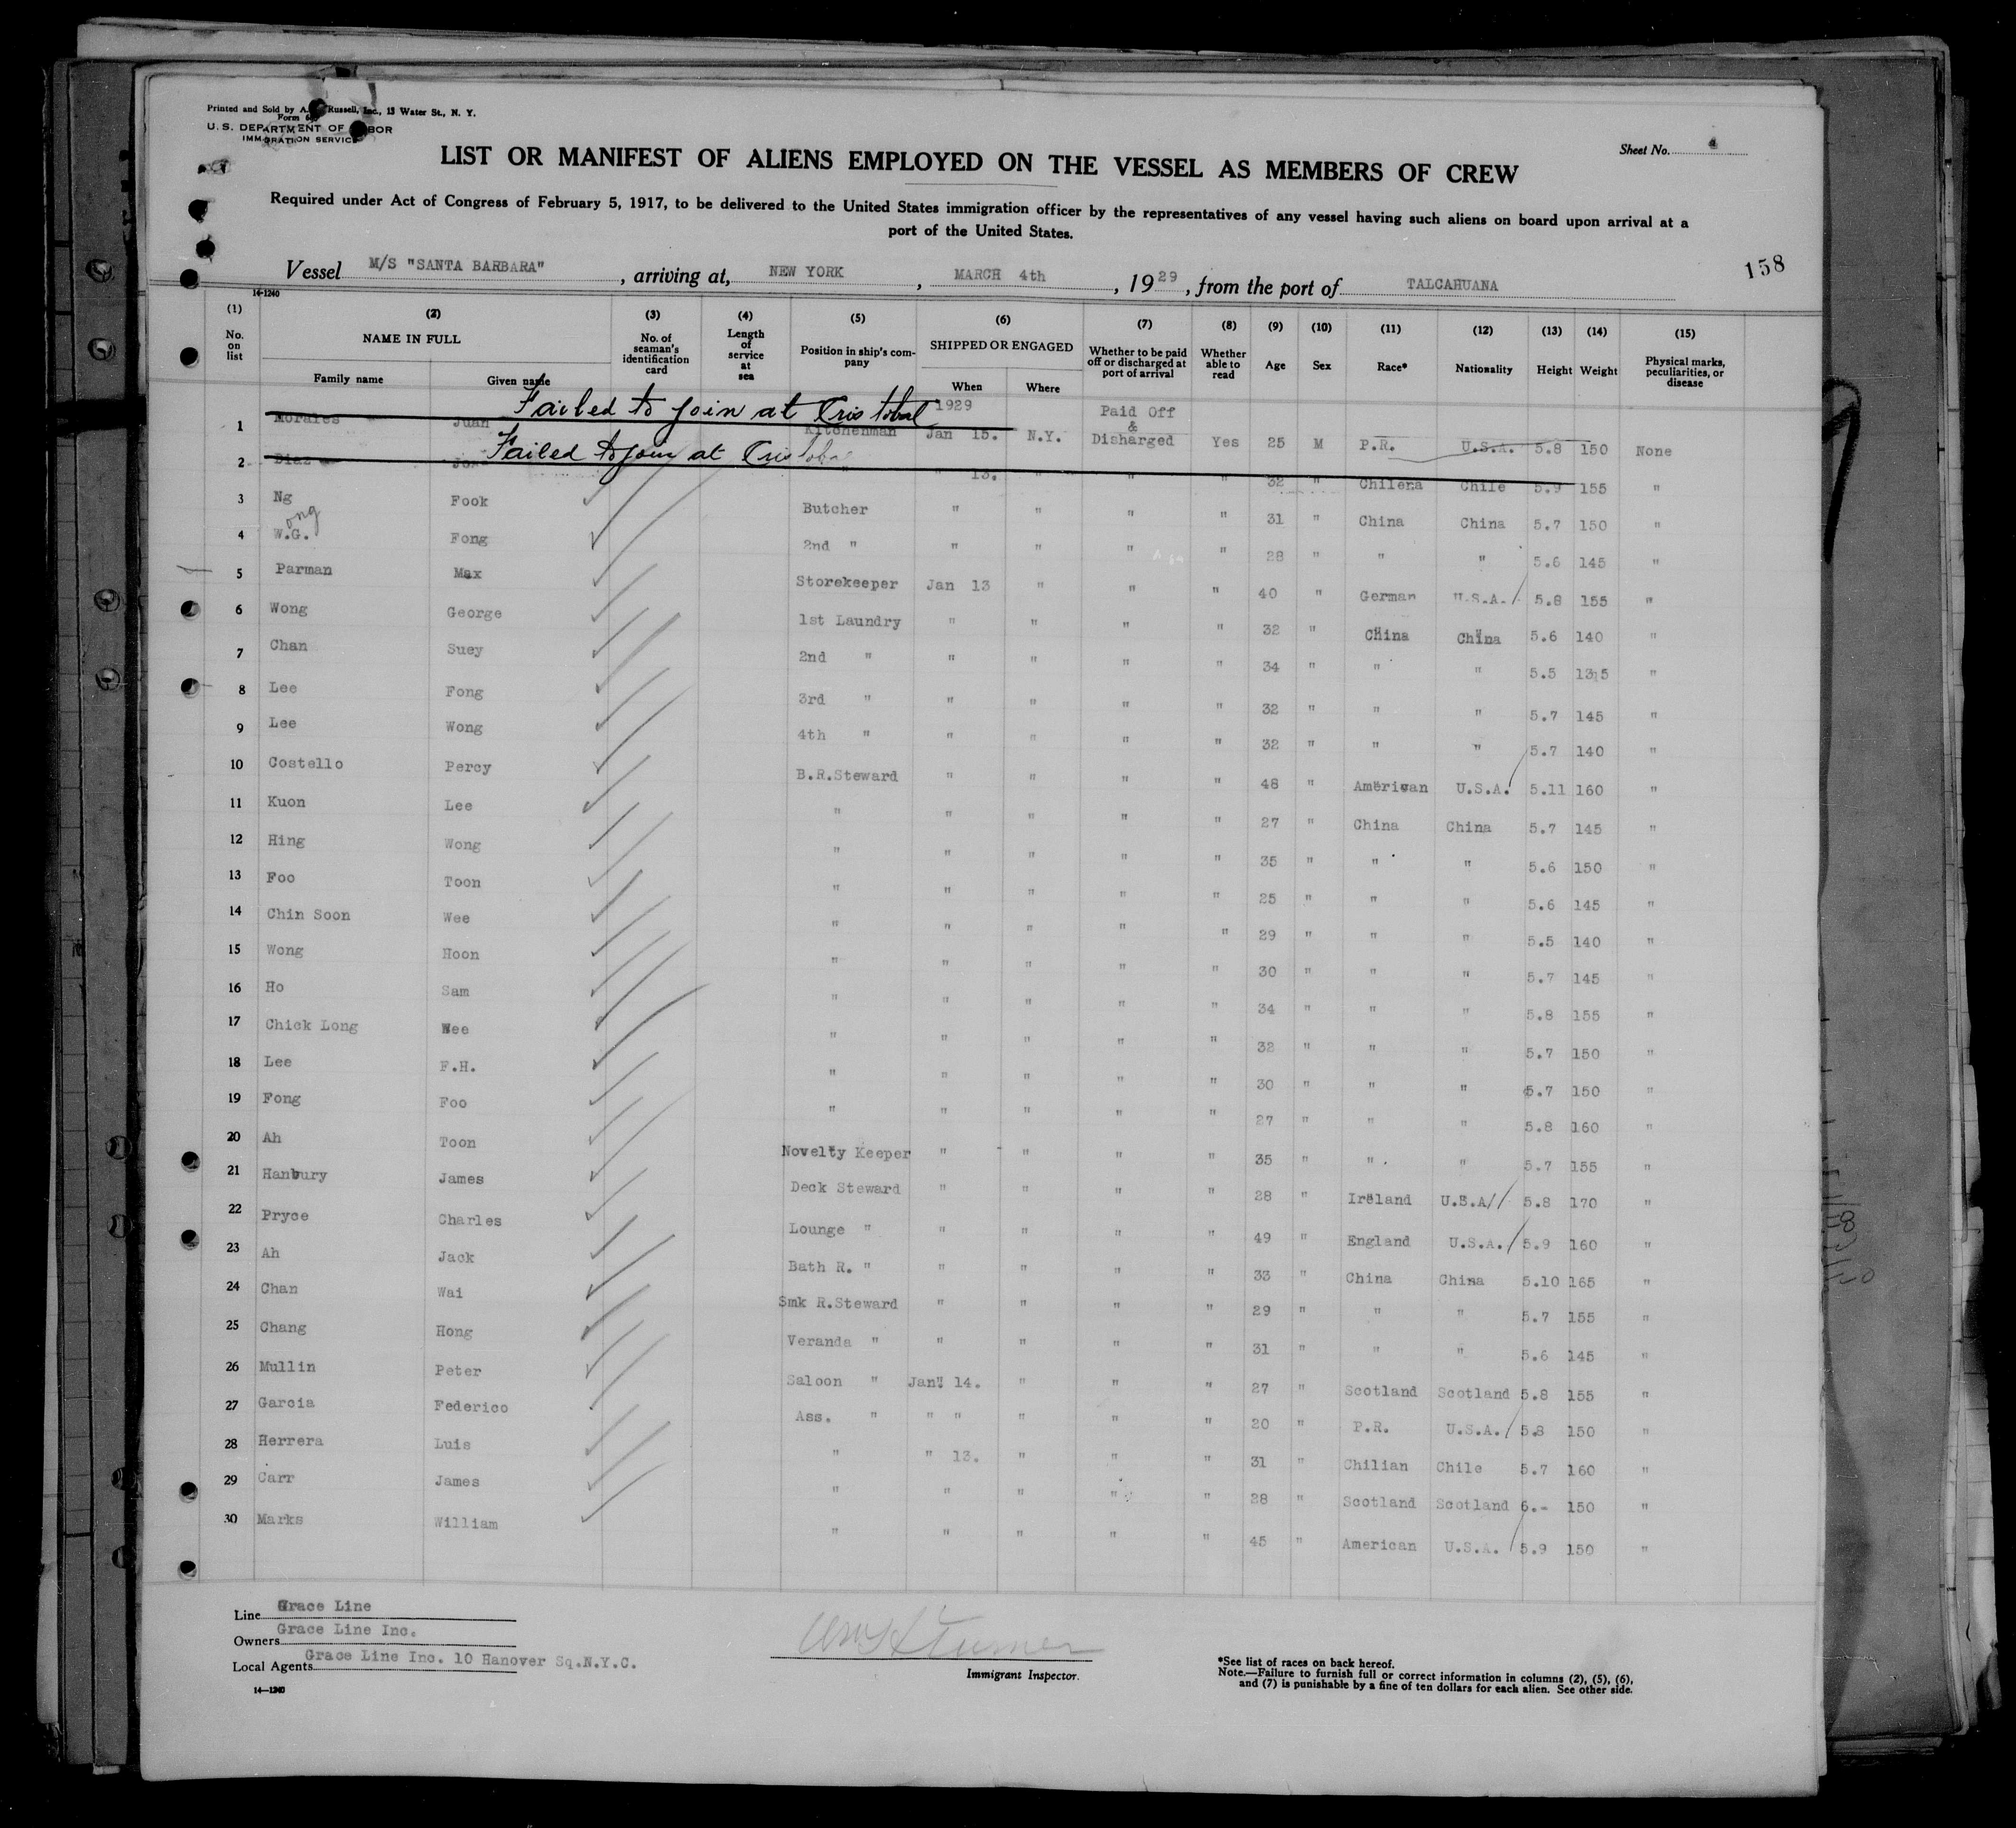 Printed and Sold by A. Russell, Inc., 13 Water St., N. Y.
Form
U. S. DEPARTMENT OF LABOR
IMMIGRATION SERVICE
Sheet No. 4
LIST OR MANIFEST OF ALIENS EMPLOYED ON THE VESSEL AS MEMBERS OF CREW
Required under Act of Congress of February 5, 1917, to be delivered to the United States immigration officer by the representatives of any vessel having such aliens on board upon arrival at a
port of the United States.
158
Vessel M/S "SANTA BARBARA", arriving at, NEW YORK, MARCH 4th, 1929, from the port of TALCAHUANA
14-1240
(1) (2) (3) (4) (5) (6) (7) (8) (9) (10) (11) (12) (13) (14) (15)
No. on list NAME IN FULL Family name Given name No. of seaman's identification card Length of service at sea Position in ship's company SHIPPED OR ENGAGED When Where Whether to be paid off or discharged at port of arrival Whether able to read Age Sex Race* Nationality Height Weight Physical marks, peculiarities, or disease
Failed to join at Cristobal
1929 Paid Off &
1 Morales Juan Kitchenman Jan 15. N.Y. Disharged Yes 25 M P.R. U.S.A. 5.8 150 None
Failed to join at Cristobal
2 Diaz Jose " " 13. " " " 32 " Chilena Chile 5.9 155 "
3 Ng Fook Butcher " " " " 31 " China China 5.7 150 "
ong
4 W.G. Fong 2nd " " " " " 28 " " " 5.6 145 "
5 Parman Max Storekeeper Jan 13 " " " 40 " German U.S.A. 5.8 155 "
6 Wong George 1st Laundry " " " " 32 " China China 5.6 140 "
7 Chan Suey 2nd " " " " " 34 " " " 5.5 135 "
8 Lee Fong 3rd " " " " " 32 " " " 5.7 145 "
9 Lee Wong 4th " " " " " 32 " " " 5.7 140 "
10 Costello Percy B.R.Steward " " " " 48 " American U.S.A. 5.11 160 "
11 Kuon Lee " " " " " 27 " China China 5.7 145 "
12 Hing Wong " " " " " 35 " " " 5.6 150 "
13 Foo Toon " " " " " 25 " " " 5.6 145 "
14 Chin Soon Wee " " " " " 29 " " " 5.5 140 "
15 Wong Hoon " " " " " 30 " " " 5.7 145 "
16 Ho Sam " " " " " 34 " " " 5.8 155 "
17 Chick Long Wee " " " " " 32 " " " 5.7 150 "
18 Lee F.H. " " " " " 30 " " " 5.7 150 "
19 Fong Foo " " " " " 27 " " " 5.8 160 "
20 Ah Toon Novelty Keeper " " " " 35 " " " 5.7 155 "
21 Hanbury James Deck Steward " " " " 28 " Ireland U.S.A/ 5.8 170 "
22 Pryce Charles Lounge " " " " " 49 " England U.S.A. 5.9 160 "
23 Ah Jack Bath R. " " " " " 33 " China China 5.10 165 "
24 Chan Wai Smk R.Steward " " " " 29 " " " 5.7 155 "
25 Chang Hong Veranda " " " " " 31 " " " 5.6 145 "
26 Mullin Peter Saloon " Jan" 14. " " " 27 " Scotland Scotland 5.8 155 "
27 Garcia Federico Ass. " " " " " " 20 " P.R. U.S.A. 5.8 150 "
28 Herrera Luis " " 13. " " " 31 " Chilian Chile 5.7 160 "
29 Carr James " " " " " 28 " Scotland Scotland 6.- 150 "
30 Marks William " " " " " 45 " American U.S.A. 5.9 150 "
Line Grace Line
Owners Grace Line Inc.
Local Agents Grace Line Inc. 10 Hanover Sq.N.Y.C.
14—1240
Immigrant Inspector.
*See list of races on back hereof.
Note.—Failure to furnish full or correct information in columns (2), (5), (6),
and (7) is punishable by a fine of ten dollars for each alien. See other side.